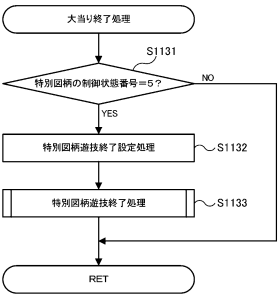 大当り終了処理
S1131
特別図柄の制御状態番号=5?
NO
YES
特別図柄遊技終了設定処理
S1132
特別図柄遊技終了処理
S1133
RET